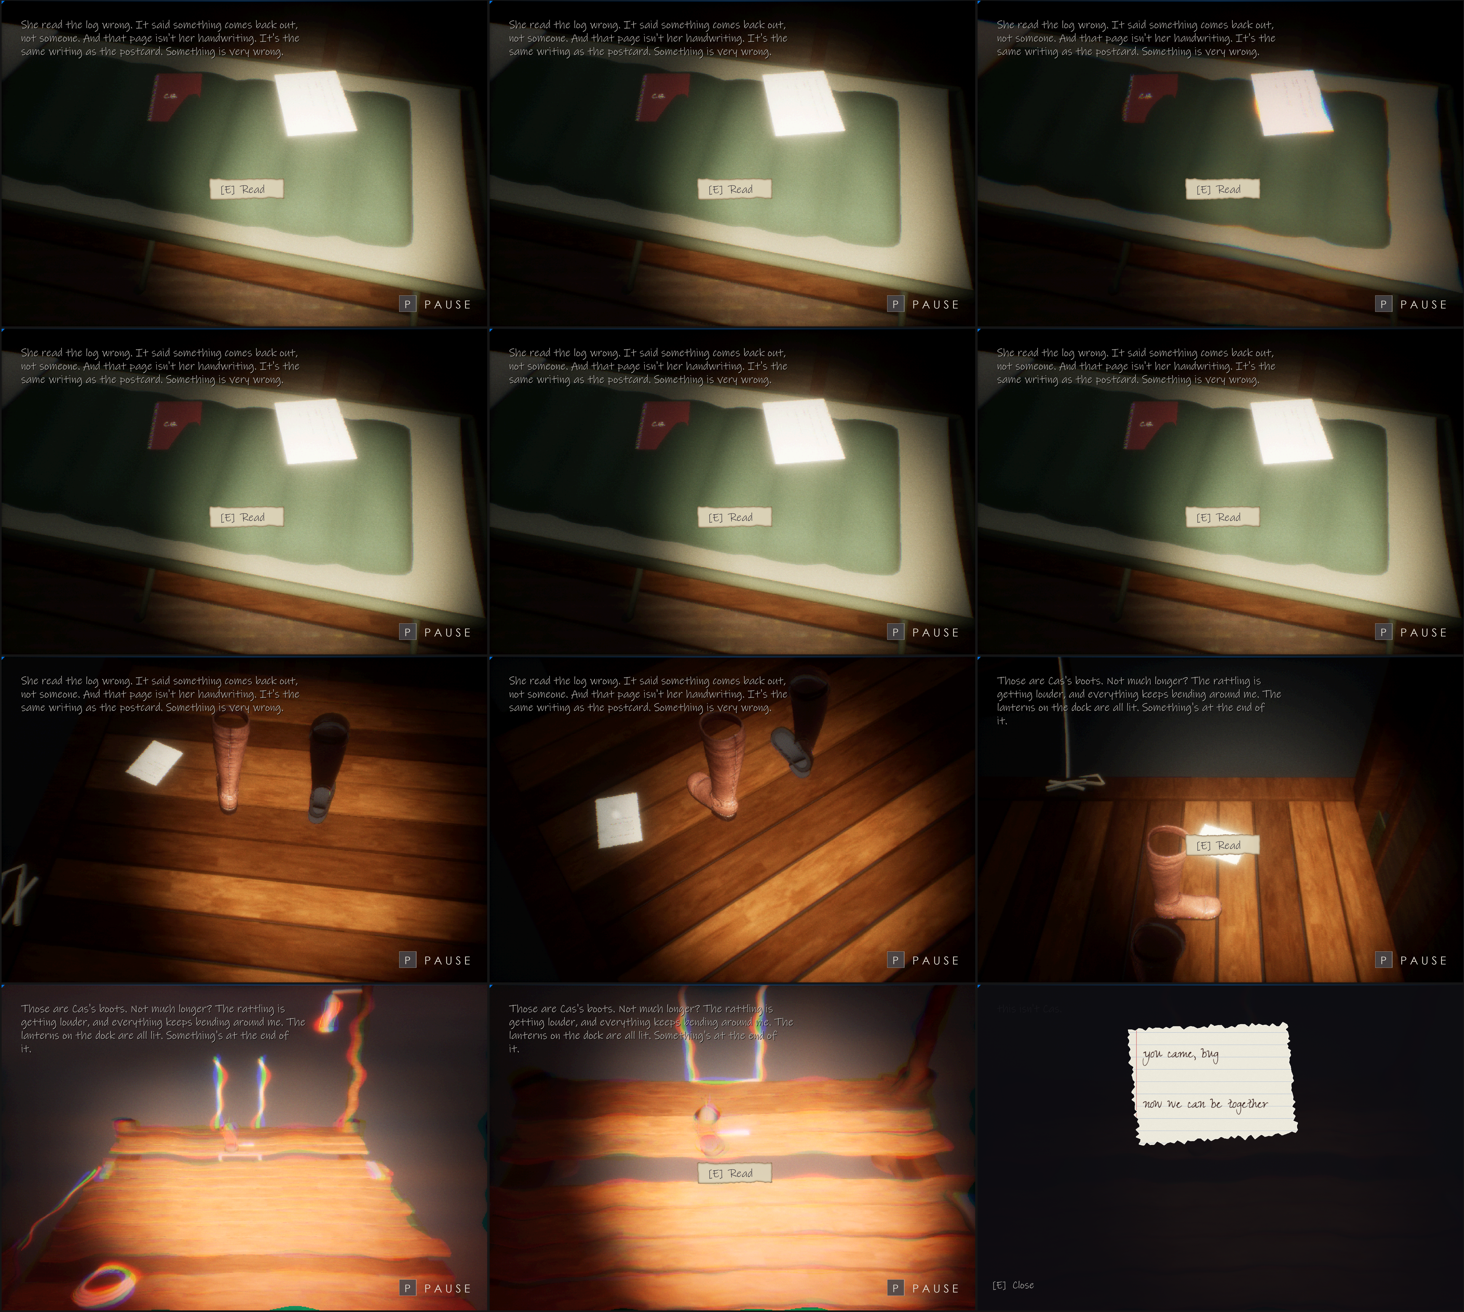 She read the log wrong. It said something comes back out,
not someone. And that page isn't her handwriting. It's the
same writing as the postcard. Something is very wrong.
[E] Read
P PAUSE
She read the log wrong. It said something comes back out,
not someone. And that page isn't her handwriting. It's the
same writing as the postcard. Something is very wrong.
[E] Read
P PAUSE
She read the log wrong. It said something comes back out,
not someone. And that page isn't her handwriting. It's the
same writing as the postcard. Something is very wrong.
[E] Read
P PAUSE
She read the log wrong. It said something comes back out,
not someone. And that page isn't her handwriting. It's the
same writing as the postcard. Something is very wrong.
[E] Read
P PAUSE
She read the log wrong. It said something comes back out,
not someone. And that page isn't her handwriting. It's the
same writing as the postcard. Something is very wrong.
[E] Read
P PAUSE
She read the log wrong. It said something comes back out,
not someone. And that page isn't her handwriting. It's the
same writing as the postcard. Something is very wrong.
[E] Read
P PAUSE
She read the log wrong. It said something comes back out,
not someone. And that page isn't her handwriting. It's the
same writing as the postcard. Something is very wrong.
P PAUSE
She read the log wrong. It said something comes back out,
not someone. And that page isn't her handwriting. It's the
same writing as the postcard. Something is very wrong.
P PAUSE
Those are Cas's boots. Not much longer? The rattling is
getting louder, and everything keeps bending around me. The
lanterns on the dock are all lit. Something's at the end of
it.
[E] Read
P PAUSE
Those are Cas's boots. Not much longer? The rattling is
getting louder, and everything keeps bending around me. The
lanterns on the dock are all lit. Something's at the end of
it.
P PAUSE
Those are Cas's boots. Not much longer? The rattling is
getting louder, and everything keeps bending around me. The
lanterns on the dock are all lit. Something's at the end of
it.
[E] Read
P PAUSE
you came, bug
now we can be together
[E] Close